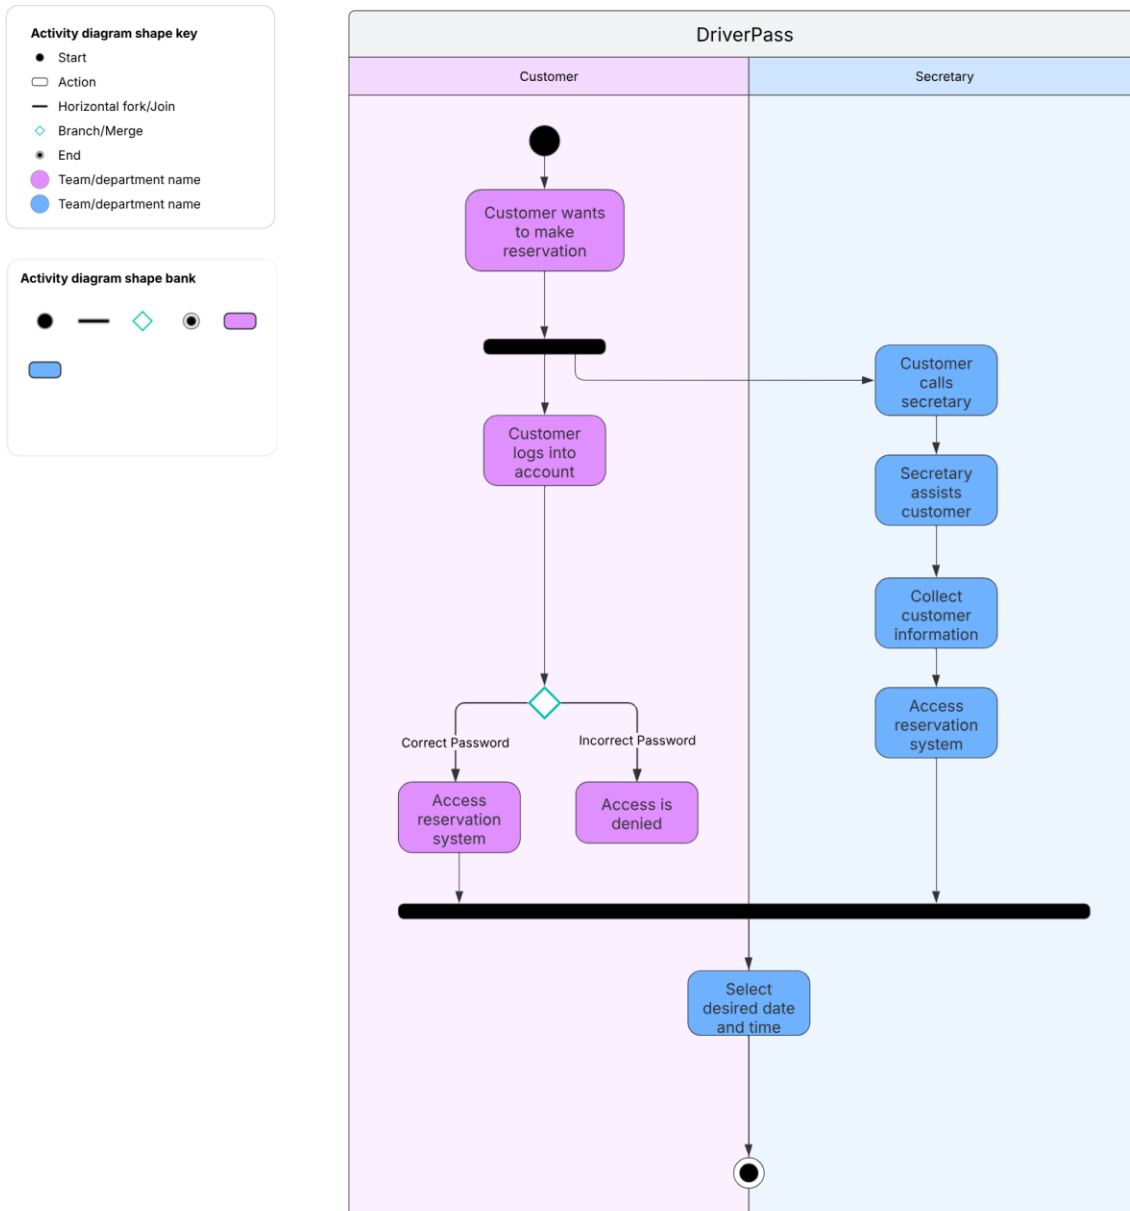 Activity diagram shape key
Start
Action
Horizontal fork/Join
Branch/Merge
End
Team/department name
Team/department name
Activity diagram shape bank
DriverPass
Customer
Secretary
Customer wants
to make
reservation
Customer
calls
secretary
Customer
logs into
account
Secretary
assists
customer
Collect
customer
information
Access
reservation
system
Correct Password
Incorrect Password
Access
reservation
system
Access is
denied
Select
desired date
and time